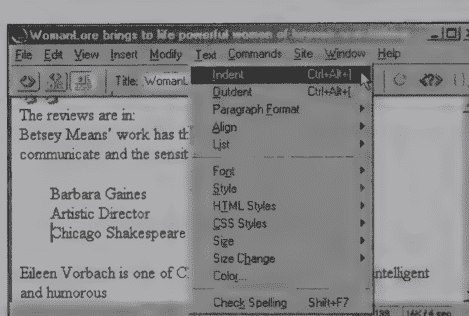 WomanLore brings to life powerful women of
File Edit View Insert Modify Text Commands Site Window Help
Title: WomanL
Indent Ctrl+Alt+]
Outdent Ctrl+Alt+[
Paragraph Format
Align
List
Font
Style
HTML Styles
CSS Styles
Size
Size Change
Color...
Check Spelling Shift+F7
The reviews are in:
Betsey Means' work has th
communicate and the sensit
Barbara Gaines
Artistic Director
Chicago Shakespeare
Eileen Vorbach is one of C
ntelligent
and humorous